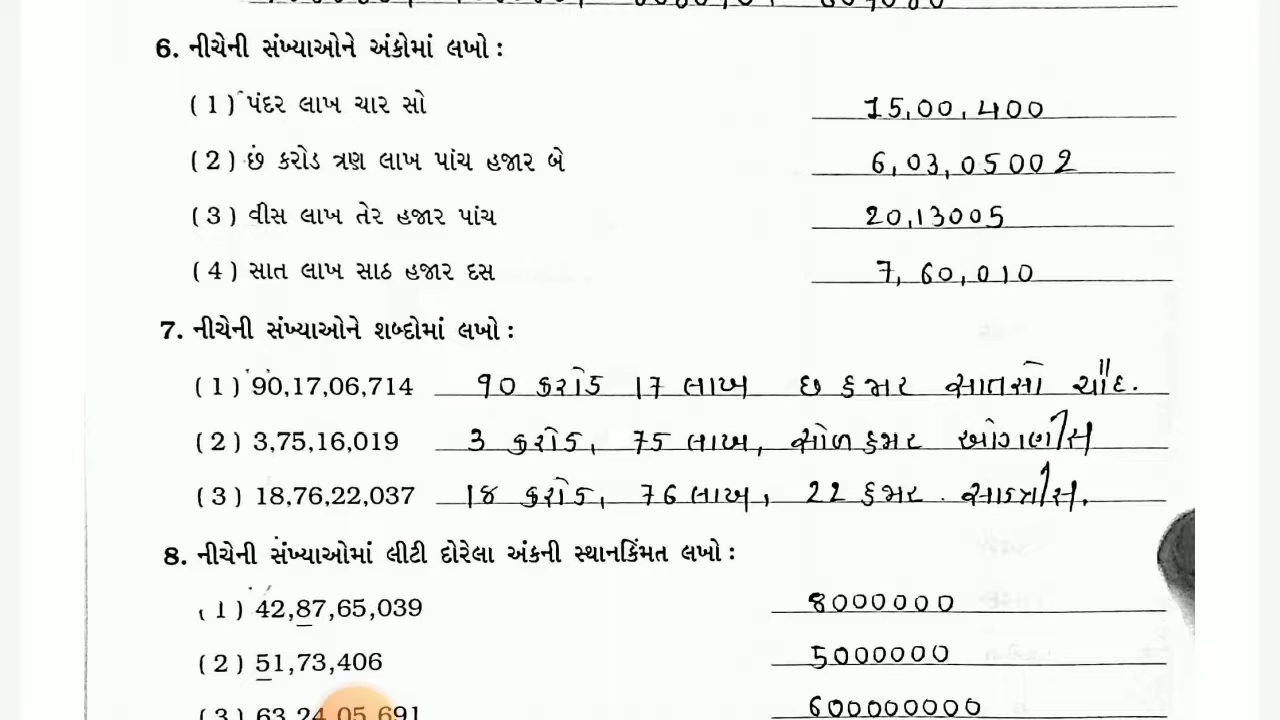 6. નીચેની સંખ્યાઓને અંકોમાં લખો :
( 1 ) પંદર લાખ ચાર સો 15,00,400
( 2 ) છ કરોડ ત્રણ લાખ પાંચ હજાર બે 6,03,05002
( 3 ) વીસ લાખ તેર હજાર પાંચ 20,13005
( 4 ) સાત લાખ સાઠ હજાર દસ 7,60,010
7. નીચેની સંખ્યાઓને શબ્દોમાં લખો :
( 1 ) 90,17,06,714 90 કરોડ 17 લાખ છ હજાર સાતસો ચૌદ.
( 2 ) 3,75,16,019 3 કરોડ, 75 લાખ, સોળ હજાર ઓગણીસ
( 3 ) 18,76,22,037 18 કરોડ, 76 લાખ, 22 હજાર સાડત્રીસ.
8. નીચેની સંખ્યાઓમાં લીટી દોરેલા અંકની સ્થાનકિંમત લખો :
( 1 ) 42,87,65,039 8000000
( 2 ) 51,73,406 5000000
( 3 ) 63,24,05,691 600000000